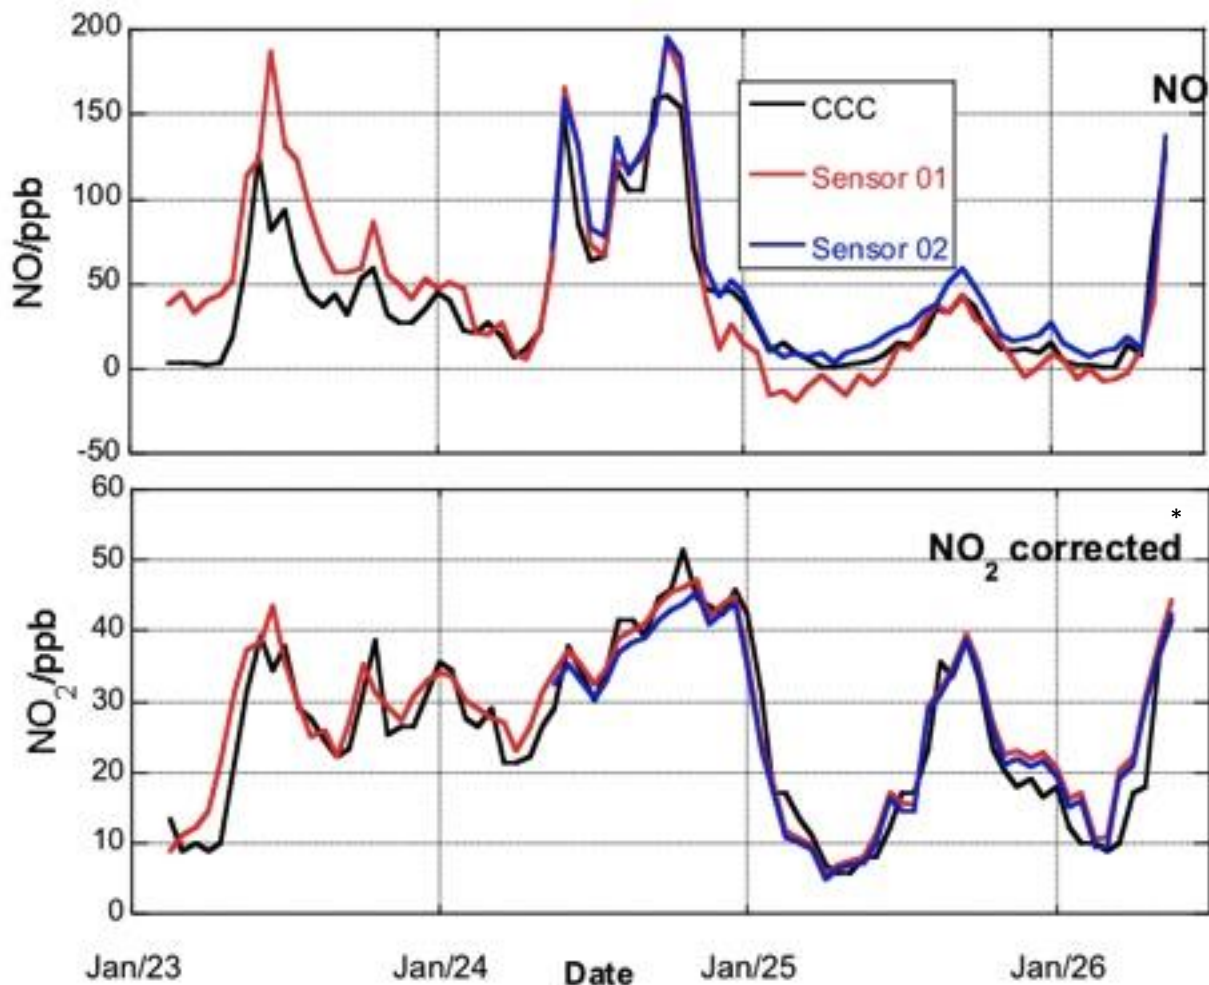 200
150
100
50
0
-50
NO/ppb
CCC
Sensor 01
Sensor 02
NO
60
50
40
30
20
10
0
NO2/ppb
*
NO2 corrected
Jan/23
Jan/24
Date
Jan/25
Jan/26